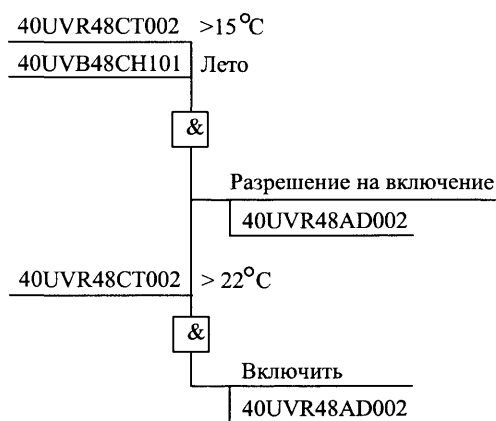 40UVR48CT002 >15°C
40UVB48CH101 Лето
&
Разрешение на включение
40UVR48AD002
40UVR48CT002 > 22°C
&
Включить
40UVR48AD002